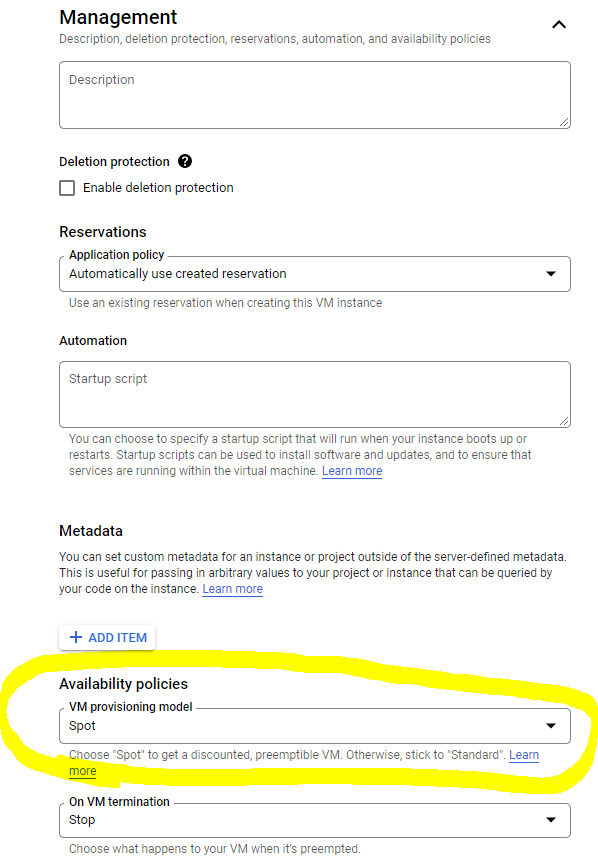 Management
Description, deletion protection, reservations, automation, and availability policies
Description
Deletion protection ?
Enable deletion protection
Reservations
Application policy
Automatically use created reservation
Use an existing reservation when creating this VM instance
Automation
Startup script
You can choose to specify a startup script that will run when your instance boots up or
restarts. Startup scripts can be used to install software and updates, and to ensure that
services are running within the virtual machine. Learn more
Metadata
You can set custom metadata for an instance or project outside of the server-defined metadata.
This is useful for passing in arbitrary values to your project or instance that can be queried by
your code on the instance. Learn more
+ ADD ITEM
Availability policies
VM provisioning model
Spot
Choose "Spot" to get a discounted, preemptible VM. Otherwise, stick to "Standard". Learn
more
On VM termination
Stop
Choose what happens to your VM when it's preempted.